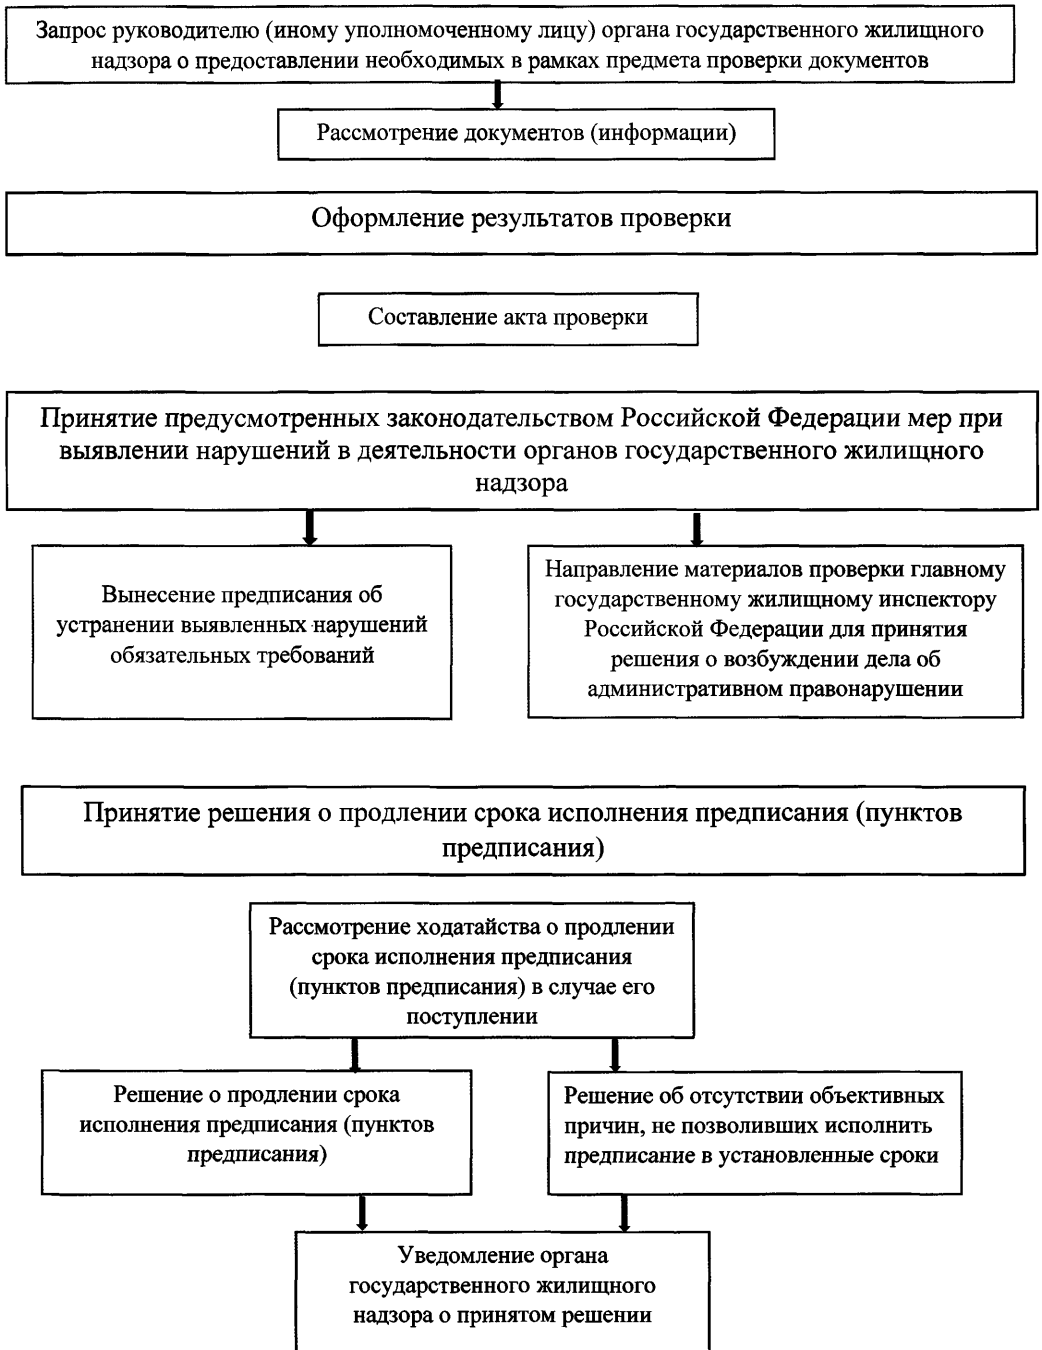 Запрос руководителю (иному уполномоченному лицу) органа государственного жилищного
надзора о предоставлении необходимых в рамках предмета проверки документов
Рассмотрение документов (информации)
Оформление результатов проверки
Составление акта проверки
Принятие предусмотренных законодательством Российской Федерации мер при
выявлении нарушений в деятельности органов государственного жилищного
надзора
Вынесение предписания об
устранении выявленных нарушений
обязательных требований
Направление материалов проверки главному
государственному жилищному инспектору
Российской Федерации для принятия
решения о возбуждении дела об
административном правонарушении
Принятие решения о продлении срока исполнения предписания (пунктов
предписания)
Рассмотрение ходатайства о продлении
срока исполнения предписания
(пунктов предписания) в случае его
поступлении
Решение о продлении срока
исполнения предписания (пунктов
предписания)
Решение об отсутствии объективных
причин, не позволивших исполнить
предписание в установленные сроки
Уведомление органа
государственного жилищного
надзора о принятом решении